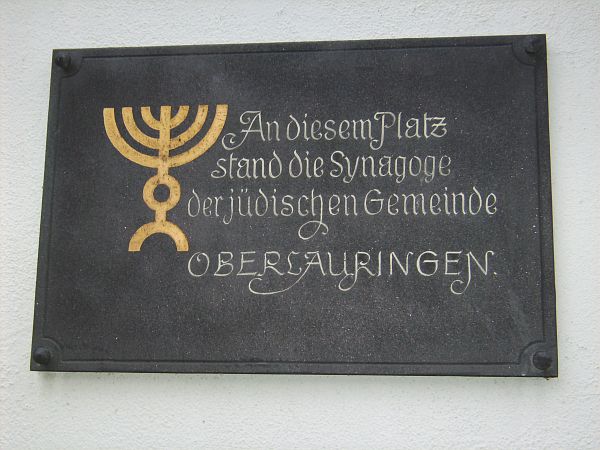 An diesem Platz
stand die Synagoge
der jüdischen Gemeinde
OBERLAURINGEN.